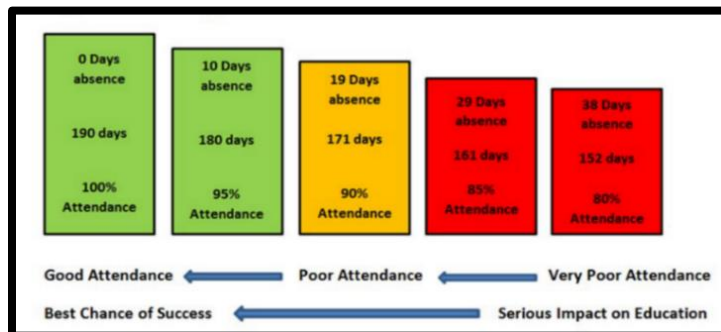 0 Days
absence
190 days
100%
Attendance
10 Days
absence
180 days
95%
Attendance
19 Days
absence
171 days
90%
Attendance
29 Days
absence
161 days
85%
Attendance
38 Days
absence
152 days
80%
Attendance
Good Attendance Poor Attendance Very Poor Attendance
Best Chance of Success Serious Impact on Education